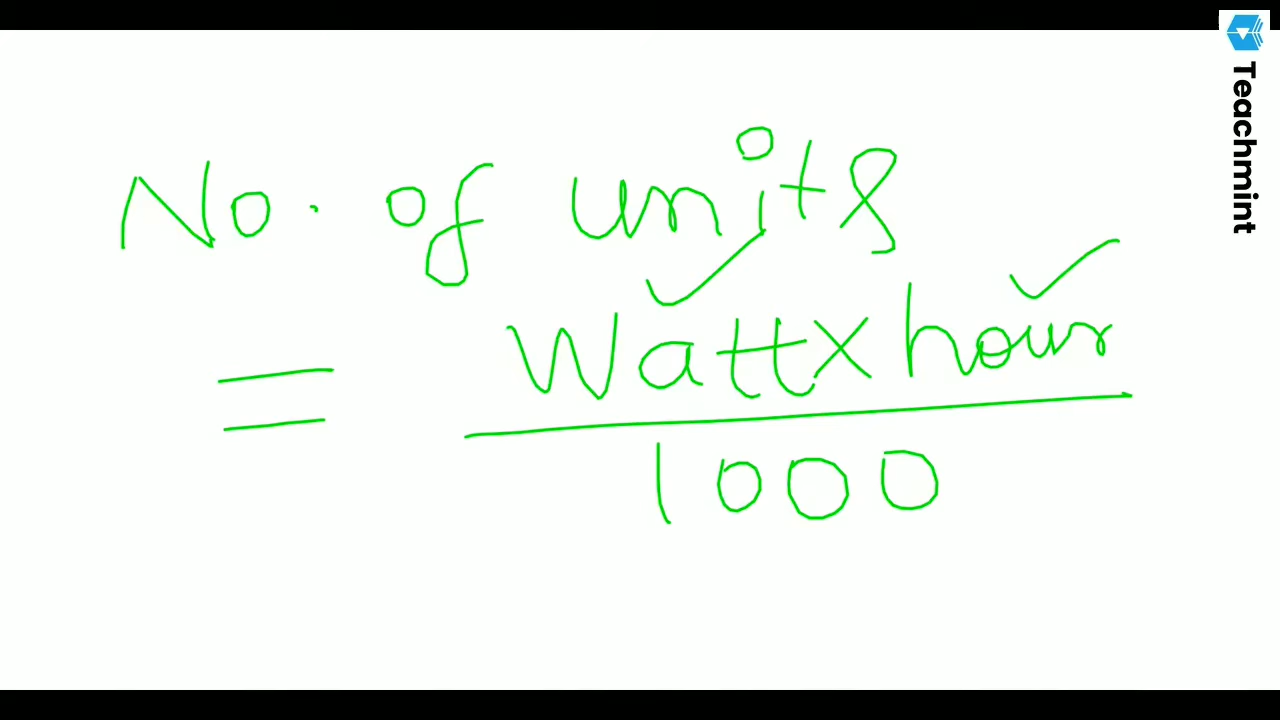 No. of units
= Watt x hour
1000
Teachmint